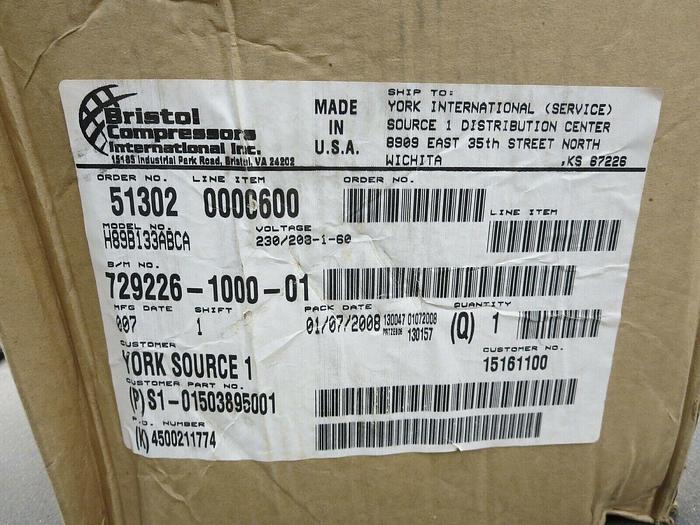 Bristol
Compressors
International Inc.
15185 Industrial Park Road, Bristol, VA 24202
MADE
IN
U.S.A.
SHIP TO:
YORK INTERNATIONAL (SERVICE)
SOURCE 1 DISTRIBUTION CENTER
8909 EAST 35th STREET NORTH
WICHITA ,KS 67226
ORDER NO. LINE ITEM ORDER NO.
51302 0000600
LINE ITEM
MODEL NO. VOLTAGE
H89B133ABCA 230/203-1-60
B/M NO.
729226-1000-01
MFG DATE SHIFT PACK DATE QUANTITY
007 1 01/07/2008 130047 01072008 (Q) 1
130157
CUSTOMER CUSTOMER NO.
YORK SOURCE 1 15161100
CUSTOMER PART NO.
(P) S1-01503895001
P.O. NUMBER
(K) 4500211774